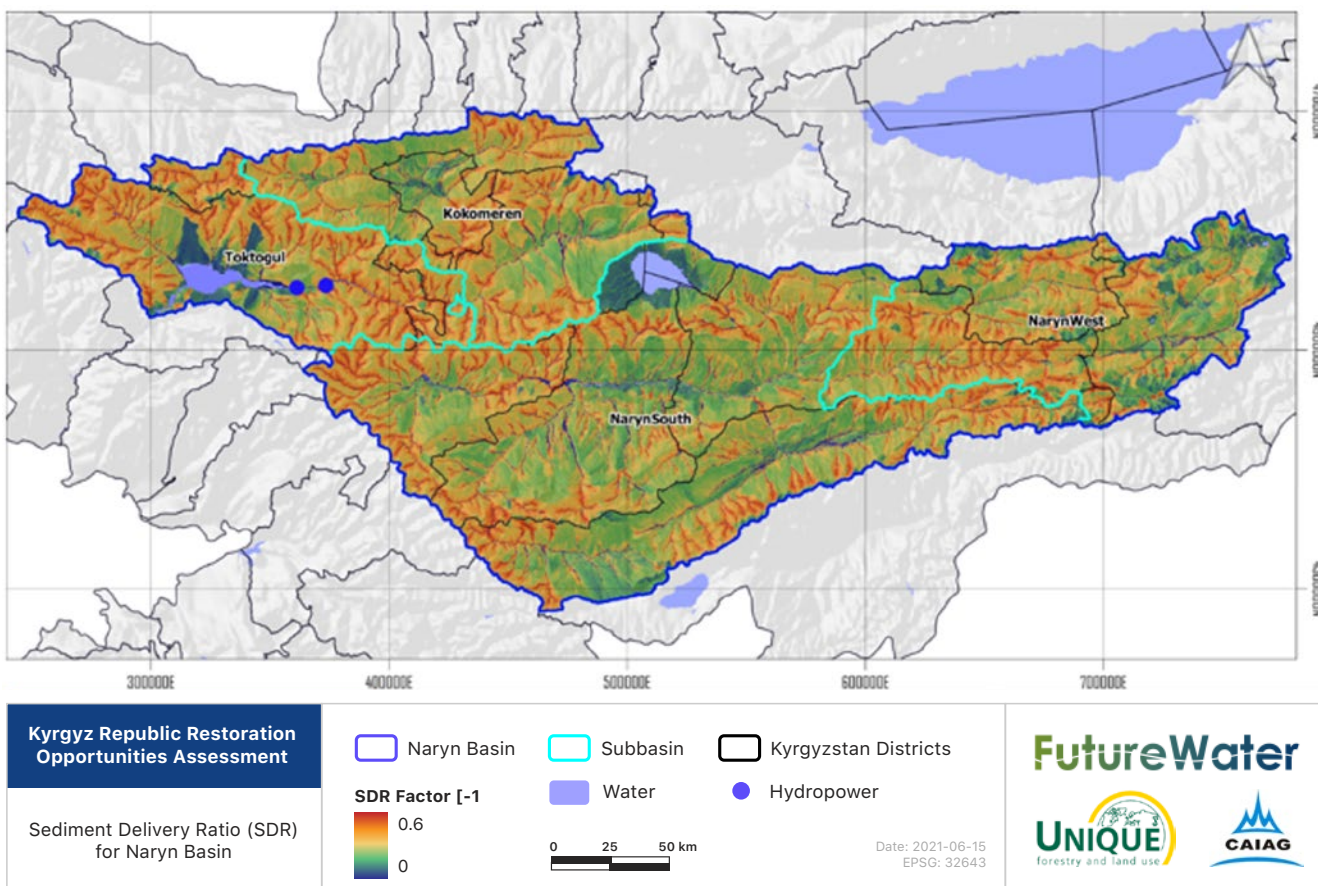 Kokomeren
Toktogul
NarynWest
NarynSouth
300000E
400000E
500000E
600000E
700000E
Kyrgyz Republic Restoration
Opportunities Assessment
Sediment Delivery Ratio (SDR)
for Naryn Basin
Naryn Basin
Subbasin
Kyrgyzstan Districts
Water
Hydropower
SDR Factor [-1
0.6
0
0 25 50 km
Date: 2021-06-15
EPSG: 32643
FutureWater
UNIQUE
forestry and land use
CAIAG